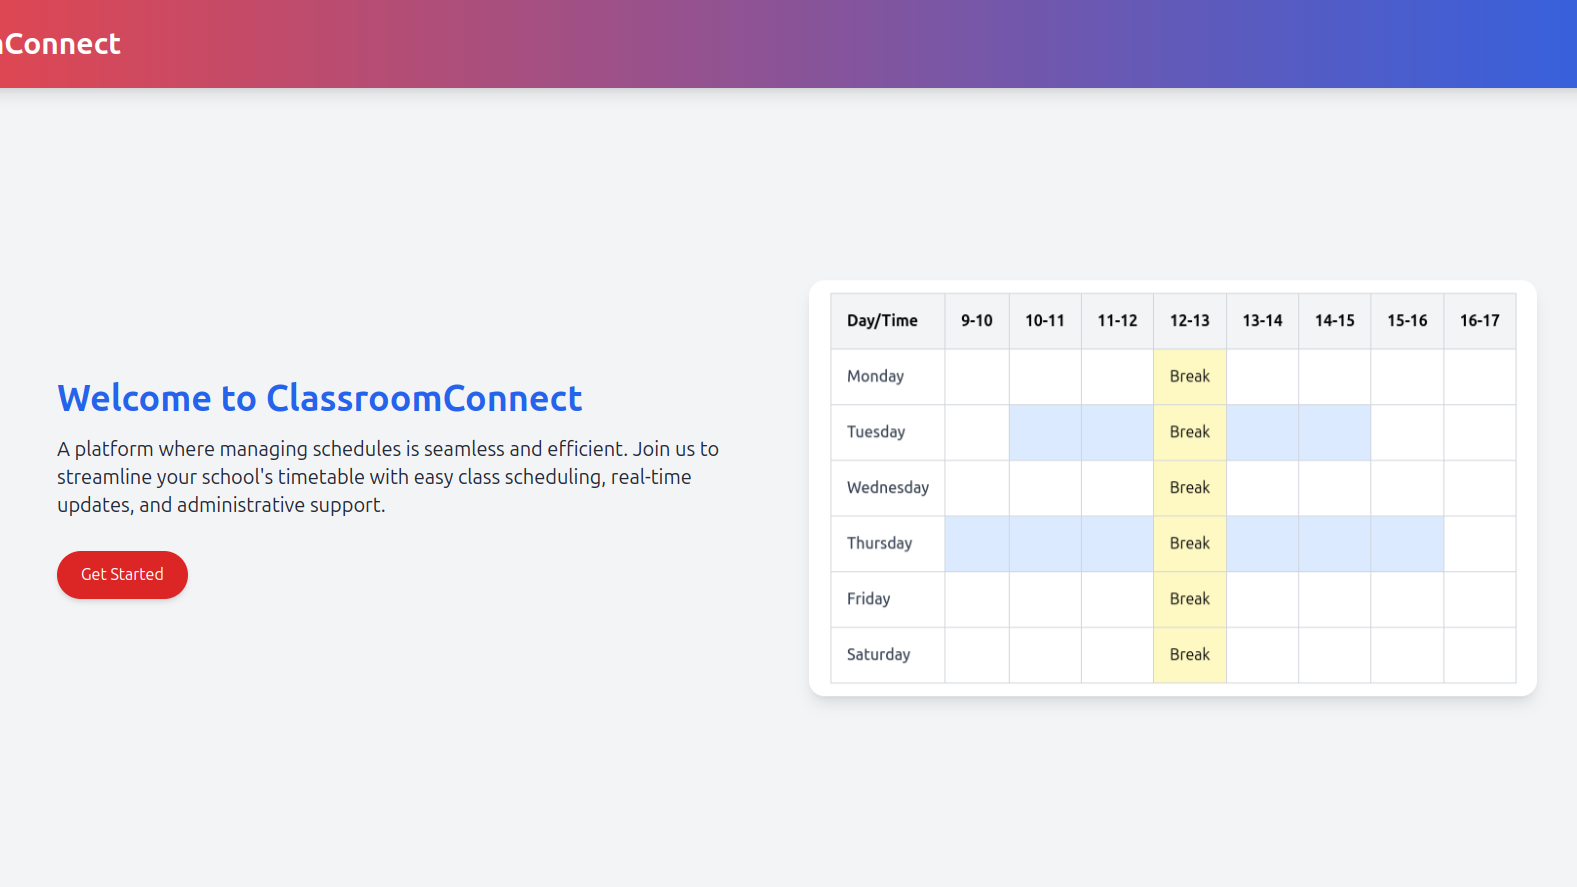 Connect
Welcome to ClassroomConnect
A platform where managing schedules is seamless and efficient. Join us to
streamline your school's timetable with easy class scheduling, real-time
updates, and administrative support.
Get Started
Day/Time 9-10 10-11 11-12 12-13 13-14 14-15 15-16 16-17
Monday Break
Tuesday Break
Wednesday Break
Thursday Break
Friday Break
Saturday Break